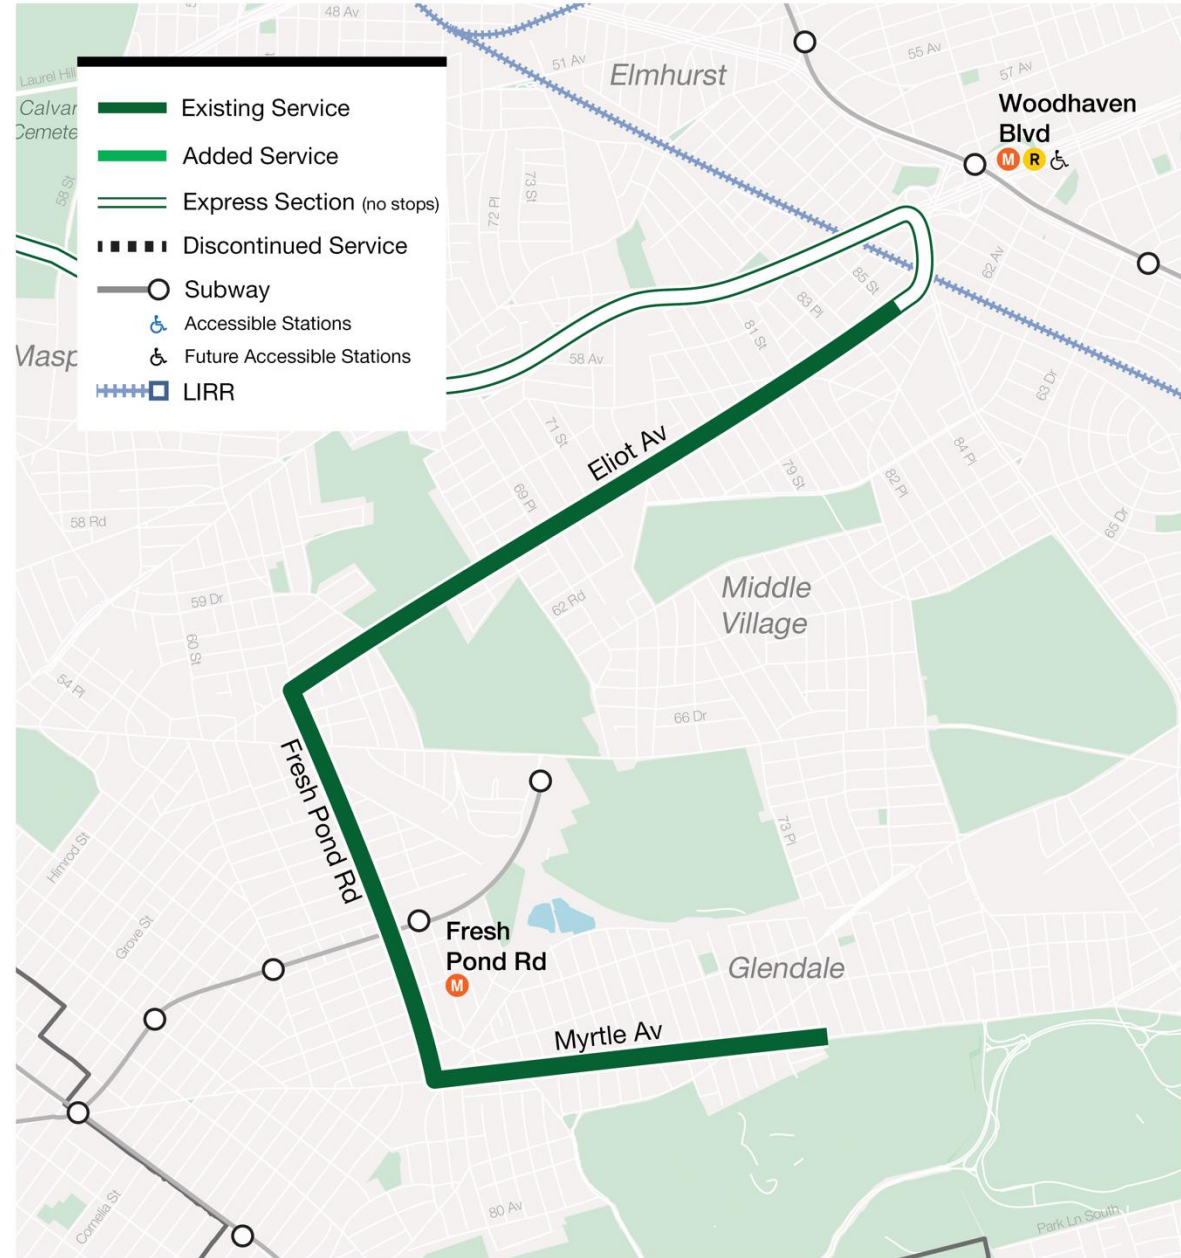 48 Av
51 Av
Elmhurst
55 Av
57 Av
Laurel Hill
Calvar
Cemete
58 St
Existing Service
Added Service
Express Section (no stops)
Discontinued Service
Subway
Accessible Stations
Future Accessible Stations
LIRR
Woodhaven
Blvd
M R
73 St
72 Pl
62 Av
85 St
83 Pl
81 St
58 Av
Masp
63 Dr
71 St
Eliot Av
79 St
84 Pl
82 Pl
69 Pl
58 Rd
65 Dr
59 Dr
62 Rd
Middle
Village
60 St
54 Pl
66 Dr
Fresh Pond Rd
73 Pl
Himrod St
Grove St
Fresh
Pond Rd
M
Glendale
Myrtle Av
Cornelia St
80 Av
Park Ln South